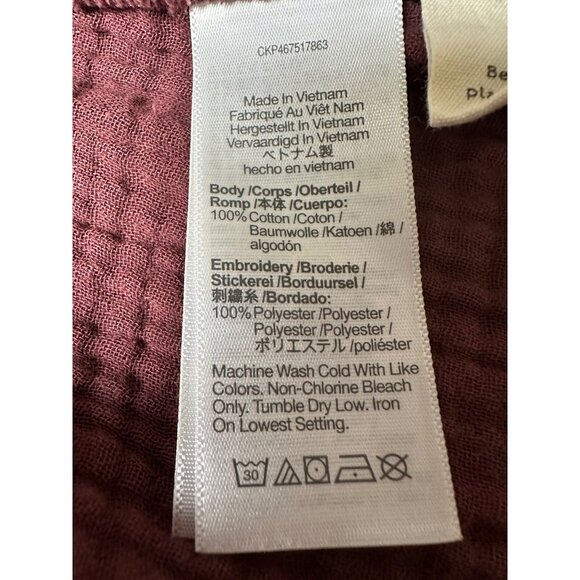 CKP467517863
Made In Vietnam
Fabriqué Au Viêt Nam
Hergestellt In Vietnam
Vervaardigd In Vietnam
ベトナム製
hecho en vietnam
Body /Corps /Oberteil /
Romp /本体 /Cuerpo:
100% Cotton /Coton /
Baumwolle /Katoen /綿 /
algodón
Embroidery /Broderie /
Stickerei /Borduursel /
刺繍糸 /Bordado:
100% Polyester /Polyester /
Polyester /Polyester /
ポリエステル /poliéster
Machine Wash Cold With Like
Colors. Non-Chlorine Bleach
Only. Tumble Dry Low. Iron
On Lowest Setting.
30
Be
pla